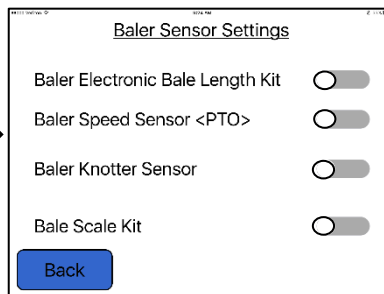 Baler Sensor Settings
Baler Electronic Bale Length Kit
Baler Speed Sensor <PTO>
Baler Knotter Sensor
Bale Scale Kit
Back